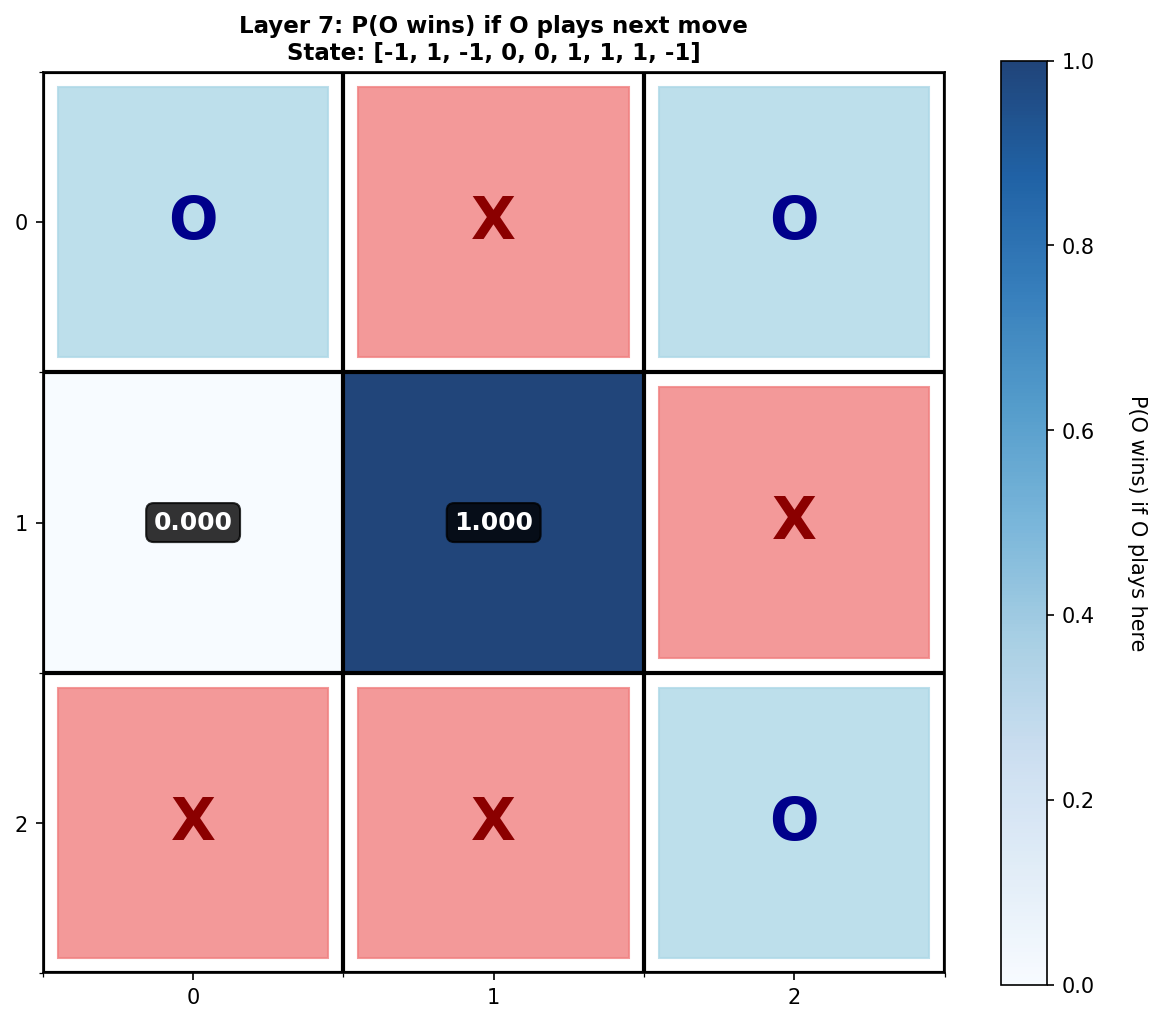 Layer 7: P(O wins) if O plays next move
State: [-1, 1, -1, 0, 0, 1, 1, 1, -1]
O X O
0.000 1.000 X
X X O
0
1
2
0 1 2
1.0
0.8
0.6
0.4
0.2
0.0
P(O wins) if O plays here